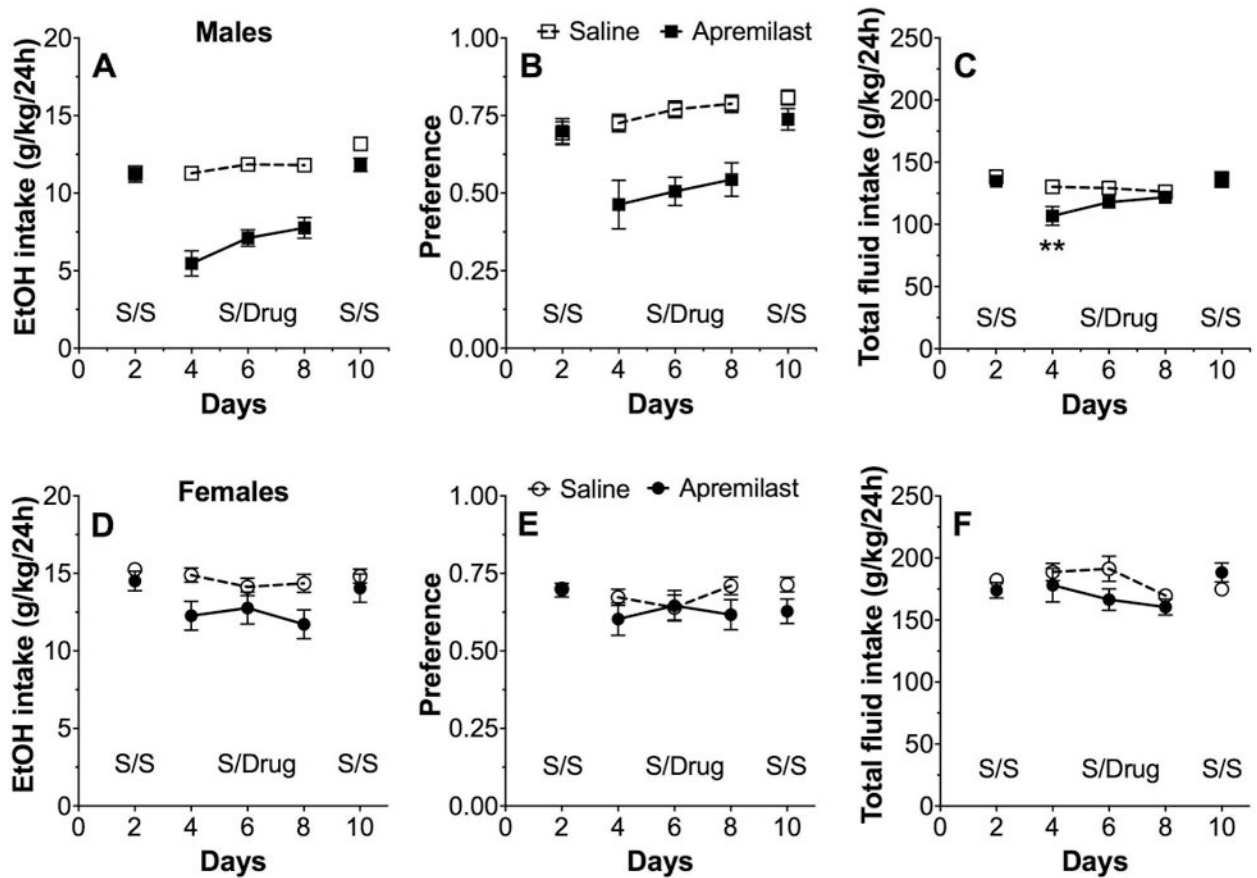 Males
A
EtOH intake (g/kg/24h)
20
15
10
5
0
S/S S/Drug S/S
0 2 4 6 8 10
Days
Saline Apremilast
B
Preference
1.00
0.75
0.50
0.25
0.00
S/S S/Drug S/S
0 2 4 6 8 10
Days
C
Total fluid intake (g/kg/24h)
250
200
150
100
50
0
**
S/S S/Drug S/S
0 2 4 6 8 10
Days
Females
D
EtOH intake (g/kg/24h)
20
15
10
5
0
S/S S/Drug S/S
0 2 4 6 8 10
Days
Saline Apremilast
E
Preference
1.00
0.75
0.50
0.25
0.00
S/S S/Drug S/S
0 2 4 6 8 10
Days
F
Total fluid intake (g/kg/24h)
250
200
150
100
50
0
S/S S/Drug S/S
0 2 4 6 8 10
Days